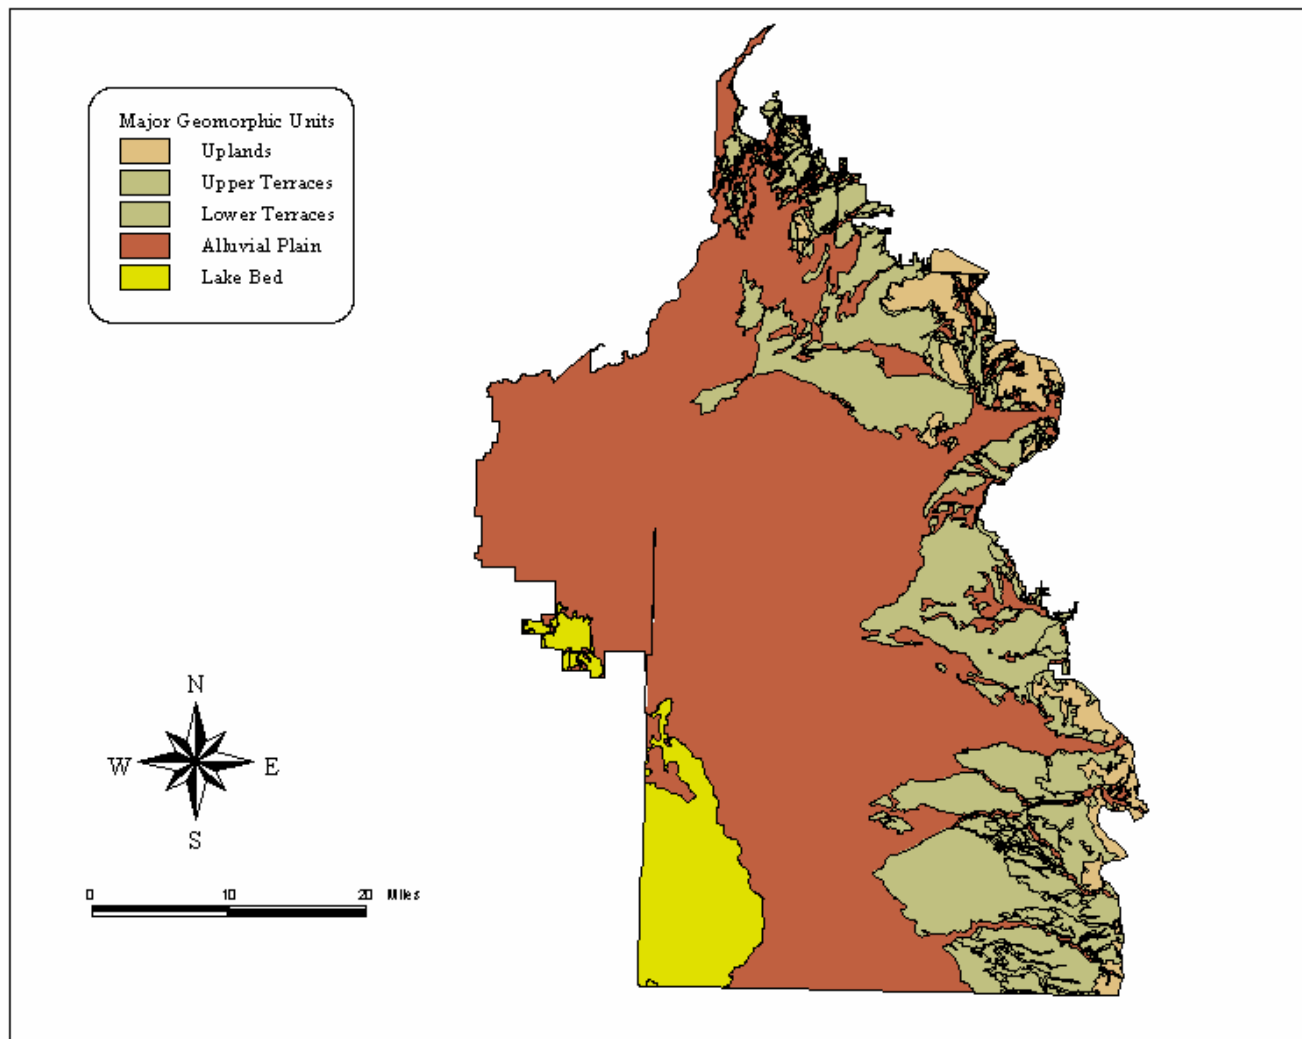 Major Geomorphic Units
Uplands
Upper Terraces
Lower Terraces
Alluvial Plain
Lake Bed
N
W E
S
0 10 20 Miles